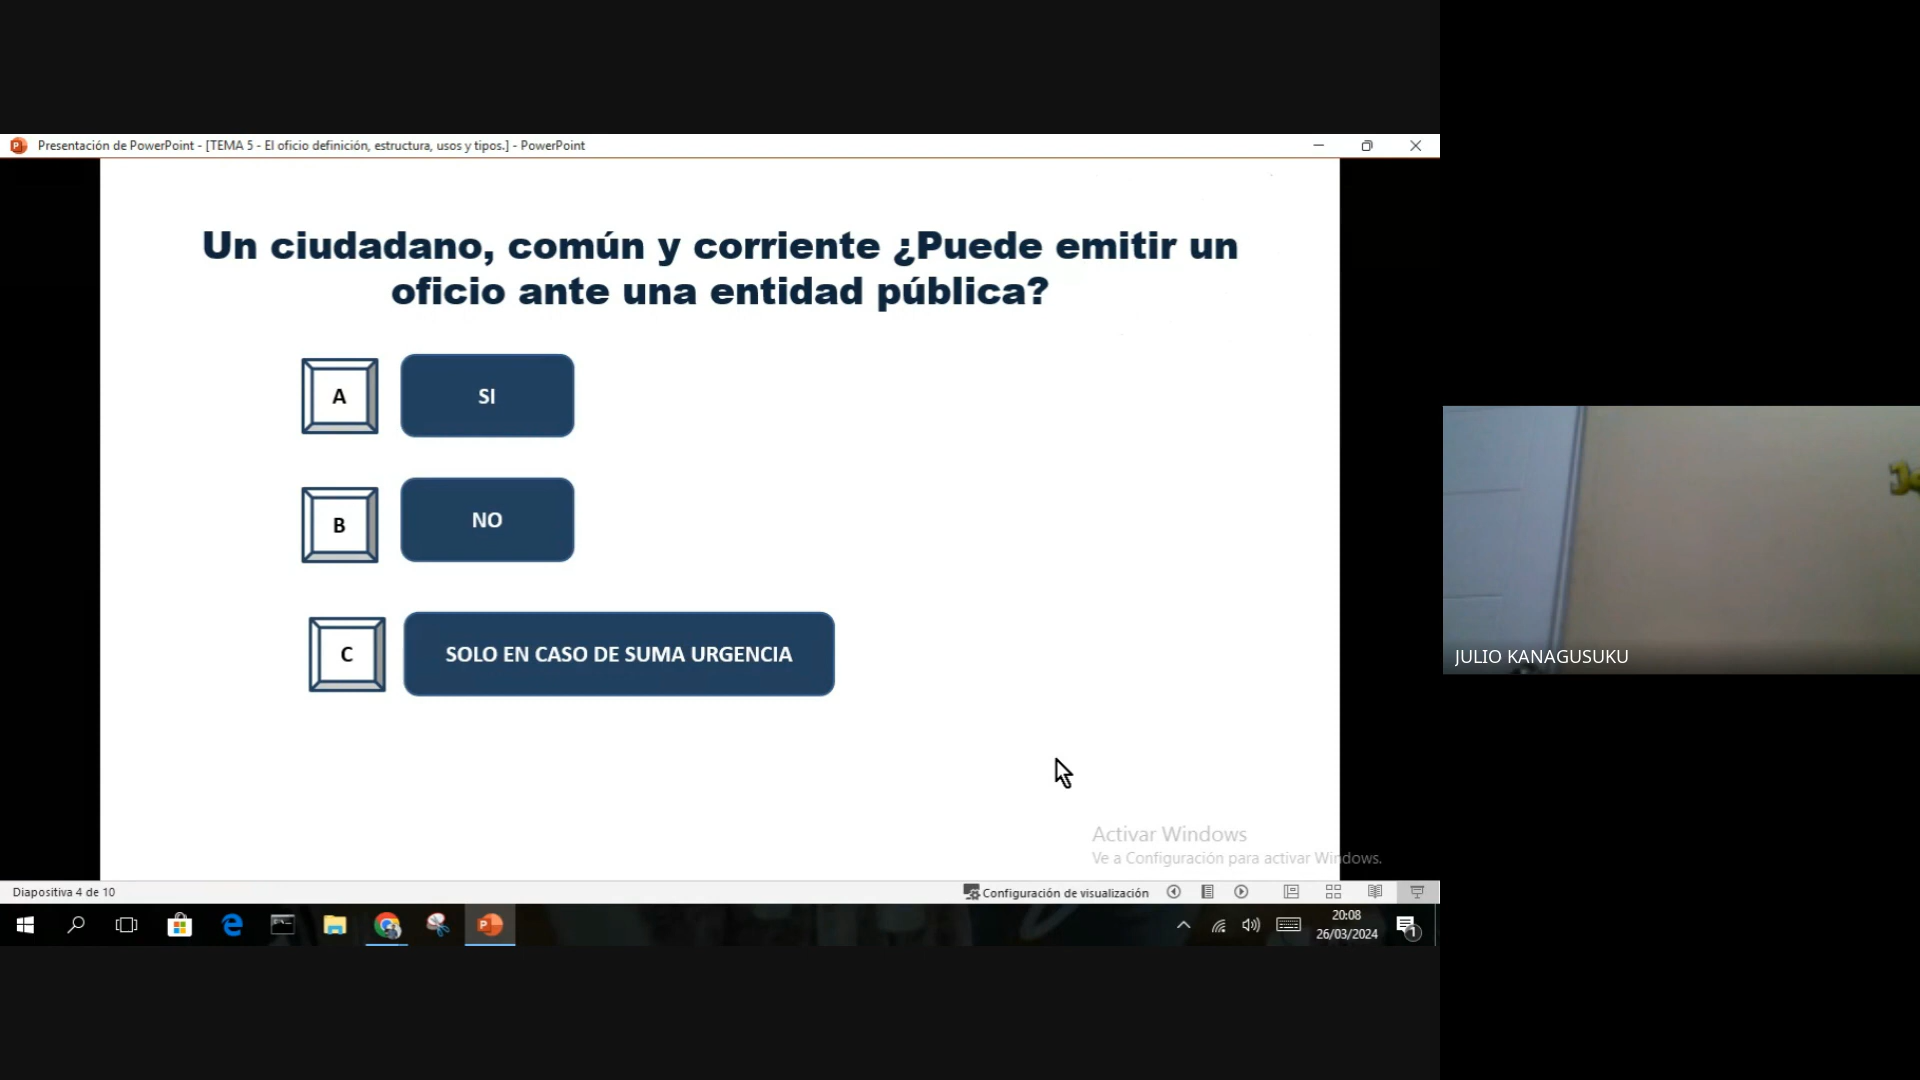 Presentación de PowerPoint - [TEMA 5 - El oficio definición, estructura, usos y tipos.] - PowerPoint
Un ciudadano, común y corriente ¿Puede emitir un
oficio ante una entidad pública?
A
SI
B
NO
C
SOLO EN CASO DE SUMA URGENCIA
JULIO KANAGUSUKU
Activar Windows
Ve a Configuración para activar Windows.
Diapositiva 4 de 10
Configuración de visualización
20:08
26/03/2024
1